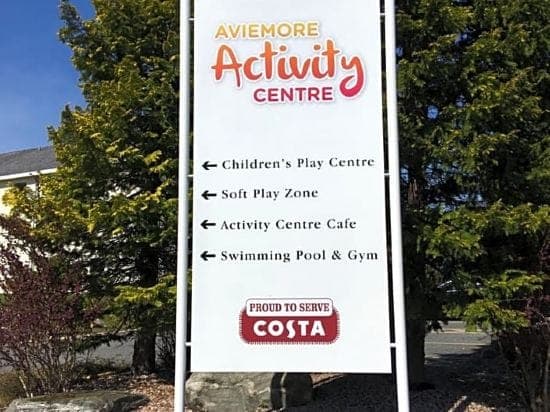 AVIEMORE
Activity
CENTRE
← Children's Play Centre
← Soft Play Zone
← Activity Centre Cafe
← Swimming Pool & Gym
PROUD TO SERVE
COSTA